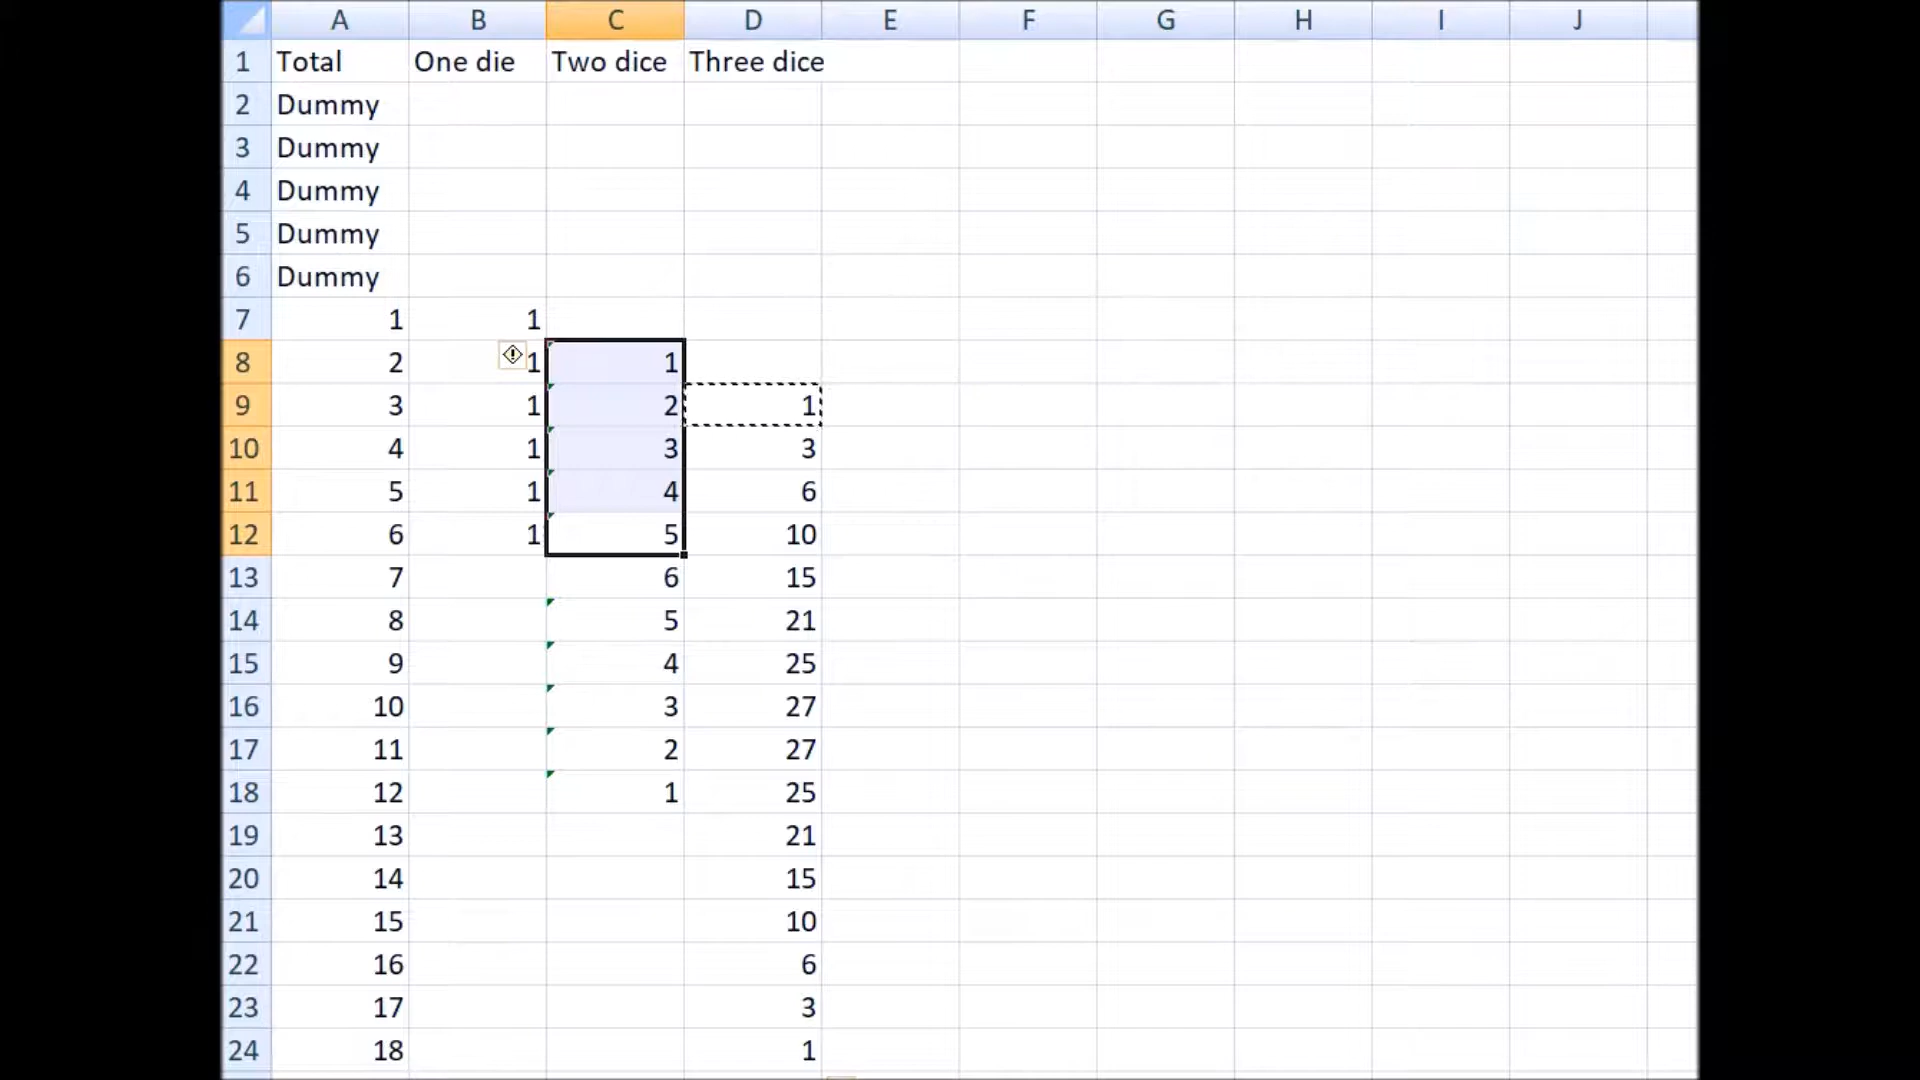 A B C D E F G H I J
1 Total One die Two dice Three dice
2 Dummy
3 Dummy
4 Dummy
5 Dummy
6 Dummy
7 1 1
8 2 1 1
9 3 1 2 1
10 4 1 3 3
11 5 1 4 6
12 6 1 5 10
13 7 6 15
14 8 5 21
15 9 4 25
16 10 3 27
17 11 2 27
18 12 1 25
19 13 21
20 14 15
21 15 10
22 16 6
23 17 3
24 18 1